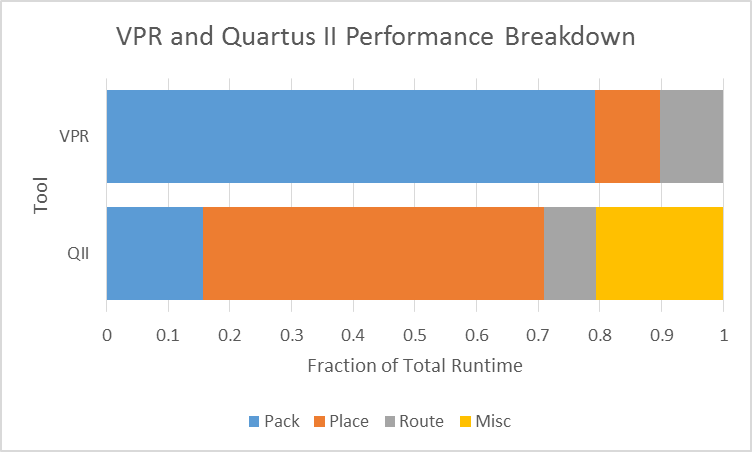 VPR and Quartus II Performance Breakdown
Tool
VPR
QII
0 0.1 0.2 0.3 0.4 0.5 0.6 0.7 0.8 0.9 1
Fraction of Total Runtime
Pack Place Route Misc